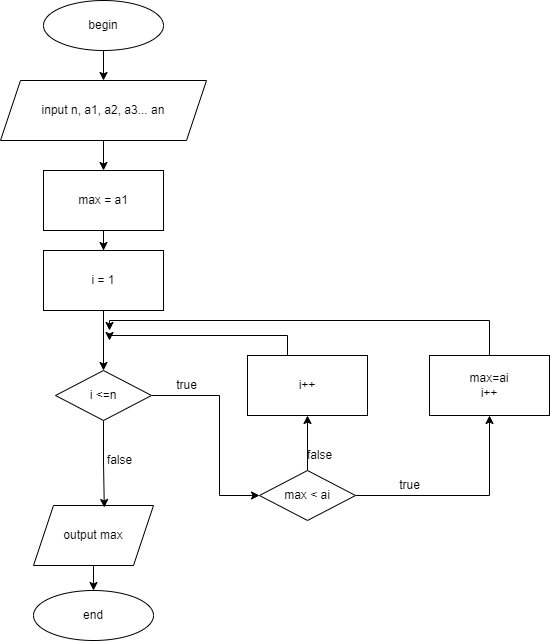 begin
input n, a1, a2, a3... an
max = a1
i = 1
i <=n
true
i++
max=ai
i++
false
false
max < ai
true
output max
end